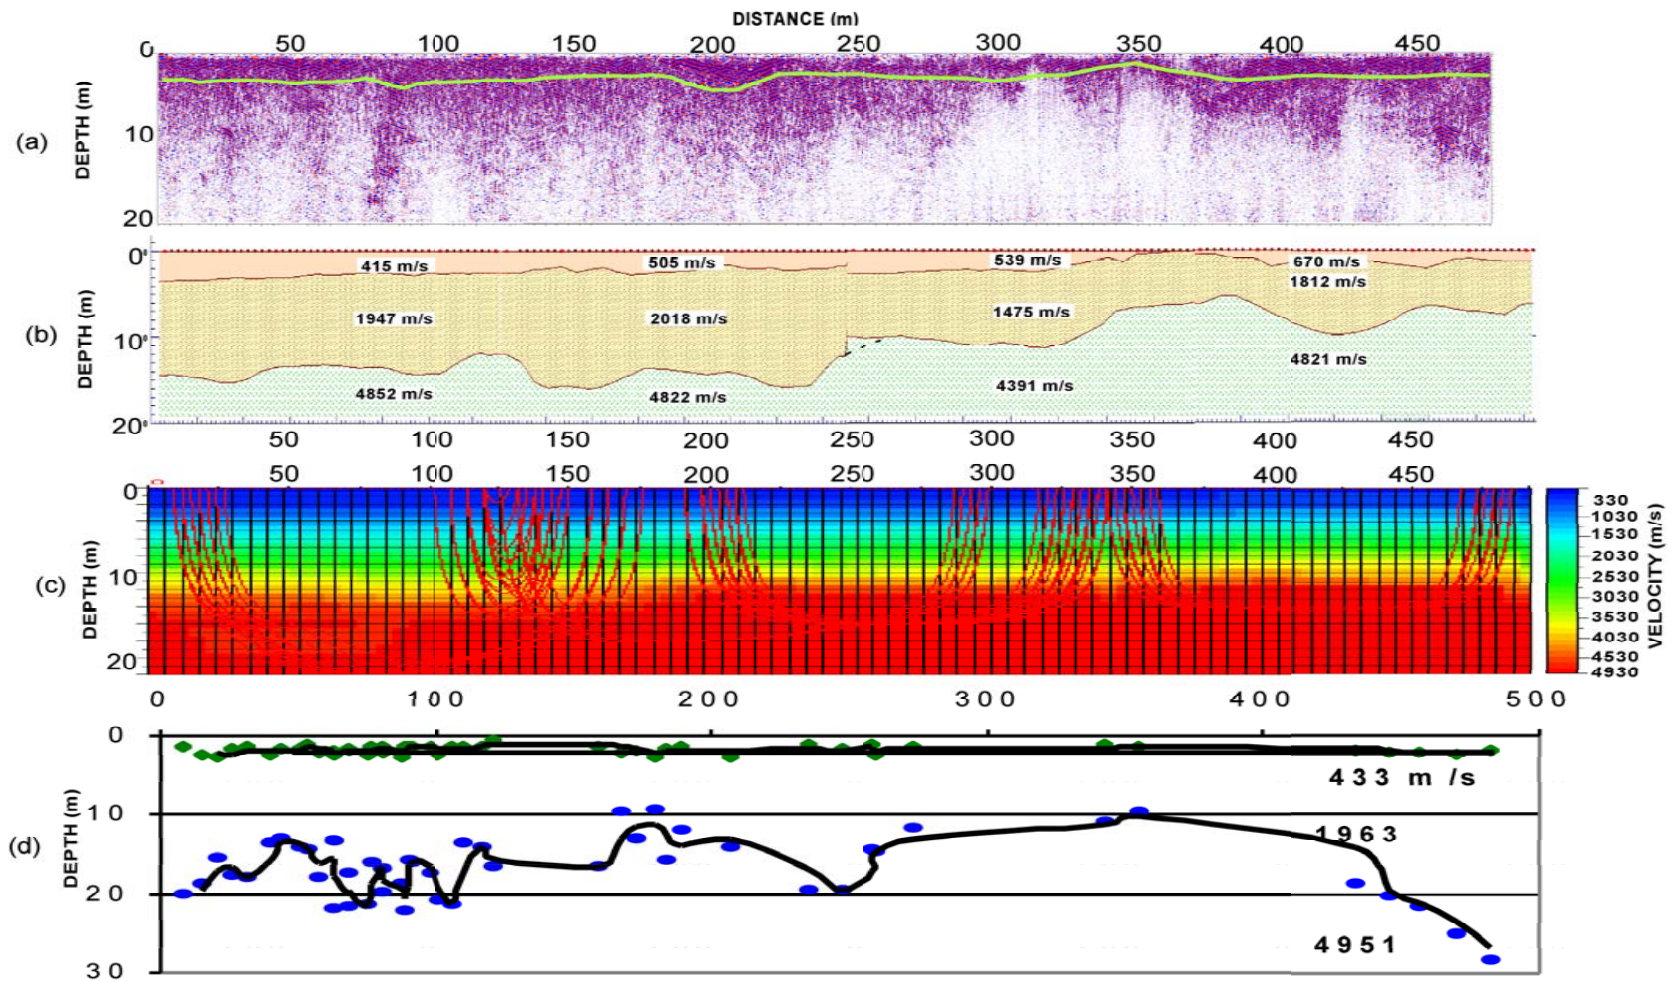 DISTANCE (m)
0 50 100 150 200 250 300 350 400 450
(a)
DEPTH (m)
10
20
0
415 m/s 505 m/s 539 m/s 670 m/s
1812 m/s
(b)
DEPTH (m)
1947 m/s 2018 m/s 1475 m/s
10
4852 m/s 4822 m/s 4391 m/s 4821 m/s
20
50 100 150 200 250 300 350 400 450
50 100 150 200 250 300 350 400 450
0
(c)
DEPTH (m)
10
20
330
1030
1530
2030
2530
3030
3530
4030
4530
4930
VELOCITY (m/s)
0 100 200 300 400 500
0
433 m /s
(d)
DEPTH (m)
10
1963
20
4951
30